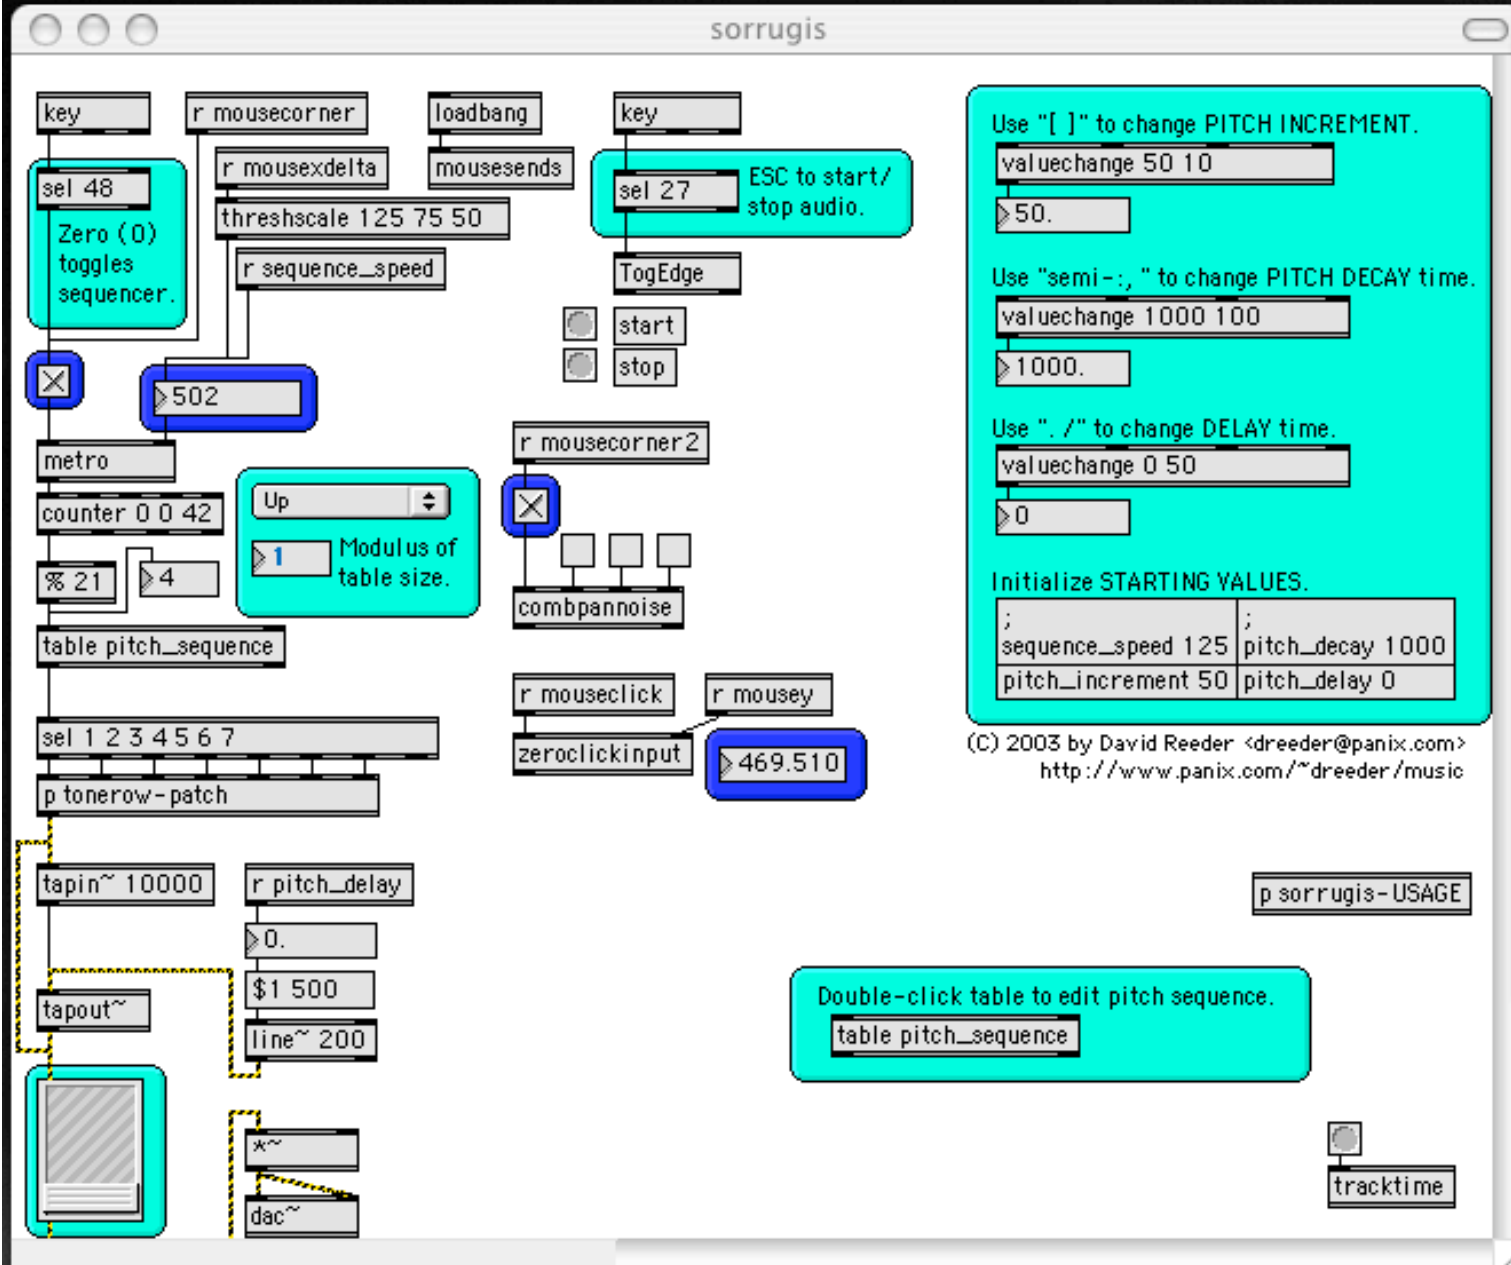 sorrugis
key
r mousecorner
loadbang
key
r mousexdelta
mousesends
sel 48
Zero (0)
toggles
sequencer.
threshscale 125 75 50
r sequence_speed
sel 27
ESC to start/
stop audio.
TogEdge
start
stop
502
metro
counter 0 0 42
Up
1
Modulus of
table size.
% 21
4
table pitch_sequence
r mousecorner2
combpannoise
r mouseclick
r mousey
zeroclickinput
469.510
sel 1 2 3 4 5 6 7
p tonerow-patch
tapin~ 10000
r pitch_delay
0.
$1 500
tapout~
line~ 200
*~
dac~
Use "[ ]" to change PITCH INCREMENT.
valuechange 50 10
50.
Use "semi-:, " to change PITCH DECAY time.
valuechange 1000 100
1000.
Use ". /" to change DELAY time.
valuechange 0 50
0
Initialize STARTING VALUES.
;
sequence_speed 125
;
pitch_decay 1000
pitch_increment 50
pitch_delay 0
(C) 2003 by David Reeder <dreeder@panix.com>
http://www.panix.com/~dreeder/music
p sorrugis-USAGE
Double-click table to edit pitch sequence.
table pitch_sequence
tracktime